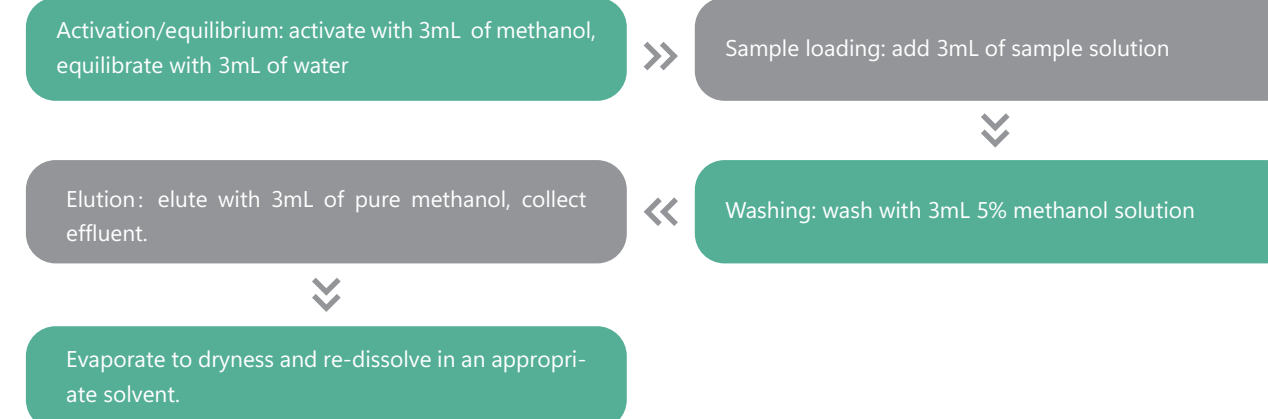 Activation/equilibrium: activate with 3mL of methanol,
equilibrate with 3mL of water
Sample loading: add 3mL of sample solution
Washing: wash with 3mL 5% methanol solution
Elution： elute with 3mL of pure methanol, collect
effluent.
Evaporate to dryness and re-dissolve in an appropri-
ate solvent.